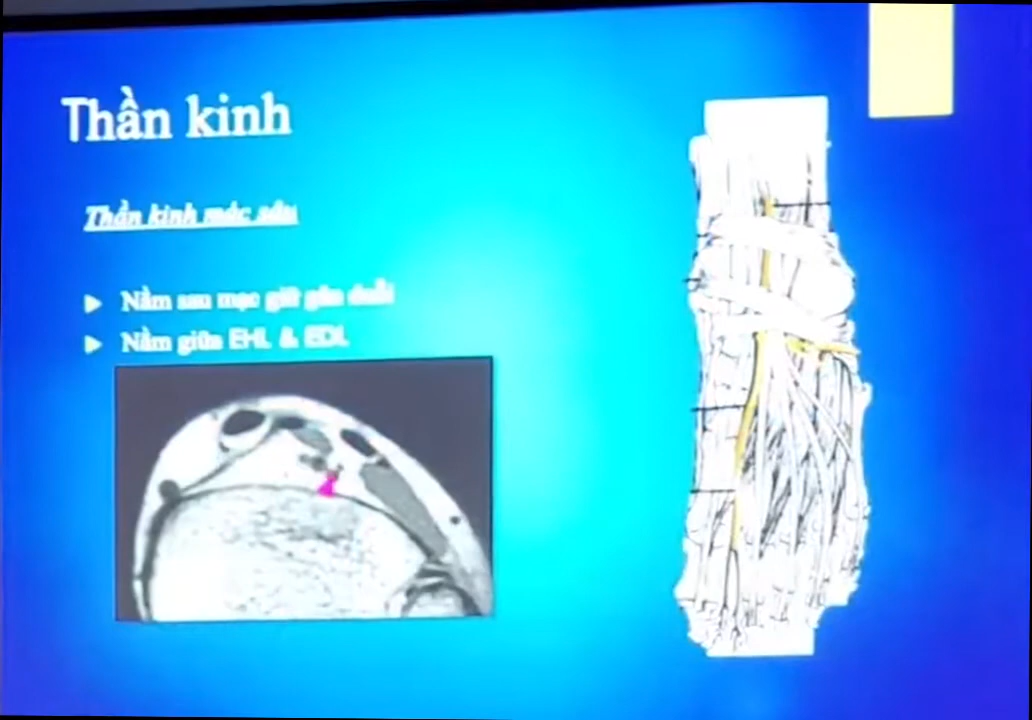 Thần kinh
Thần kinh mác sâu
Nằm sau mạc giữ gân duỗi
Nằm giữa EHL & EDL